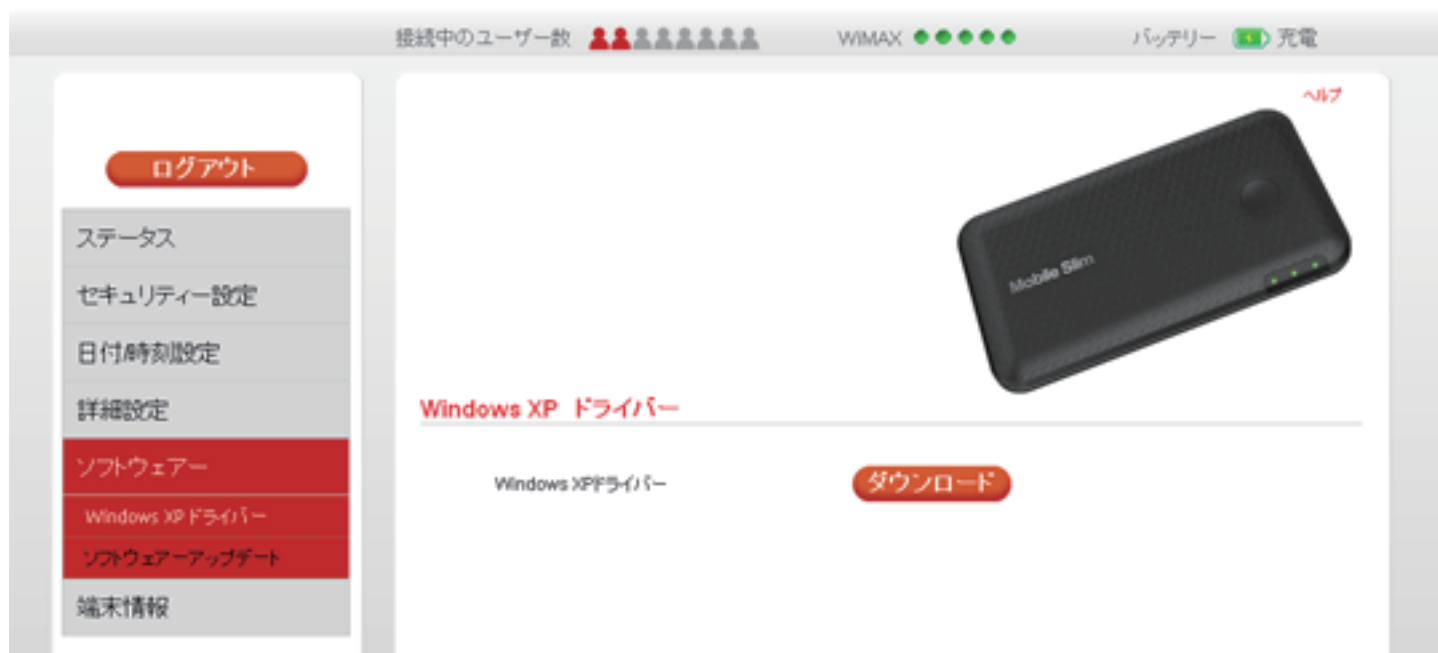 接続中のユーザー数 WiMAX バッテリー 充電
ヘルプ
ログアウト
ステータス
セキュリティー設定
日付/時刻設定
詳細設定
ソフトウェアー
Windows XP ドライバー
ソフトウェアーアップデート
端末情報
Mobile Slim
Windows XP ドライバー
Windows XPドライバー ダウンロード